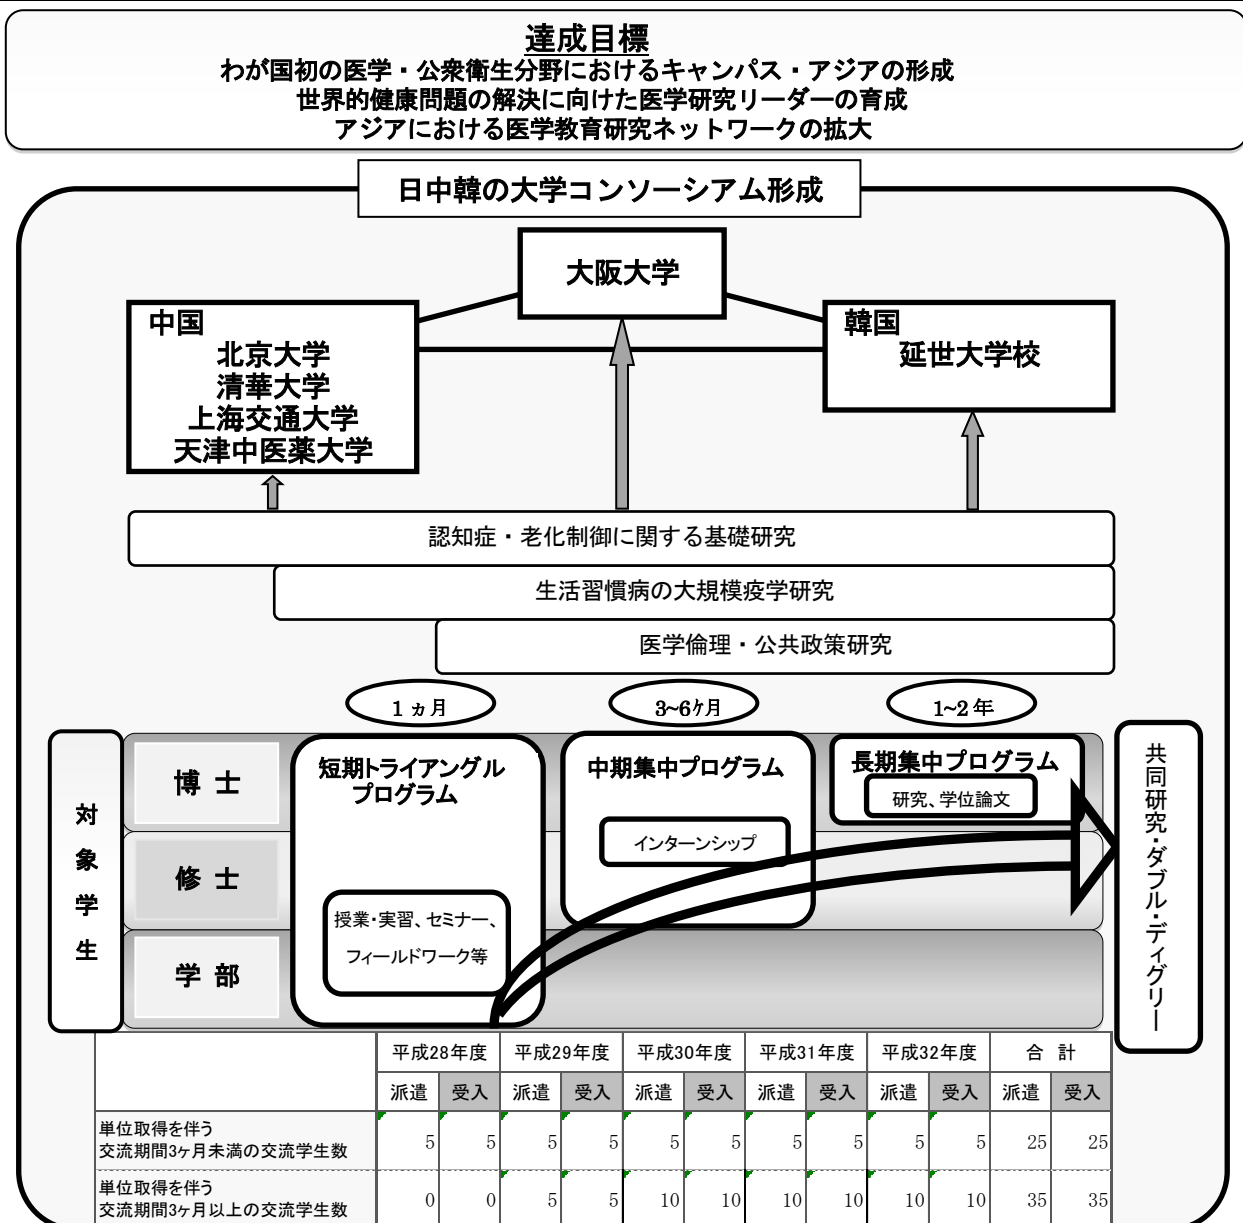 達成目標
わが国初の医学・公衆衛生分野におけるキャンパス・アジアの形成
世界的健康問題の解決に向けた医学研究リーダーの育成
アジアにおける医学教育研究ネットワークの拡大
日中韓の大学コンソーシアム形成
大阪大学
中国
北京大学
清華大学
上海交通大学
天津中医薬大学
韓国
延世大学校
認知症・老化制御に関する基礎研究
生活習慣病の大規模疫学研究
医学倫理・公共政策研究
1 ヵ月
3~6ヶ月
1~2 年
対象学生
博 士
修 士
学 部
短期トライアングル
プログラム
授業・実習、セミナー、
フィールドワーク等
中期集中プログラム
インターンシップ
長期集中プログラム
研究、学位論文
共同研究・ダブル・ディグリー
平成28年度 平成29年度 平成30年度 平成31年度 平成32年度 合 計
派遣 受入 派遣 受入 派遣 受入 派遣 受入 派遣 受入 派遣 受入
単位取得を伴う
交流期間3ヶ月未満の交流学生数 5 5 5 5 5 5 5 5 5 5 25 25
単位取得を伴う
交流期間3ヶ月以上の交流学生数 0 0 5 5 10 10 10 10 10 10 35 35